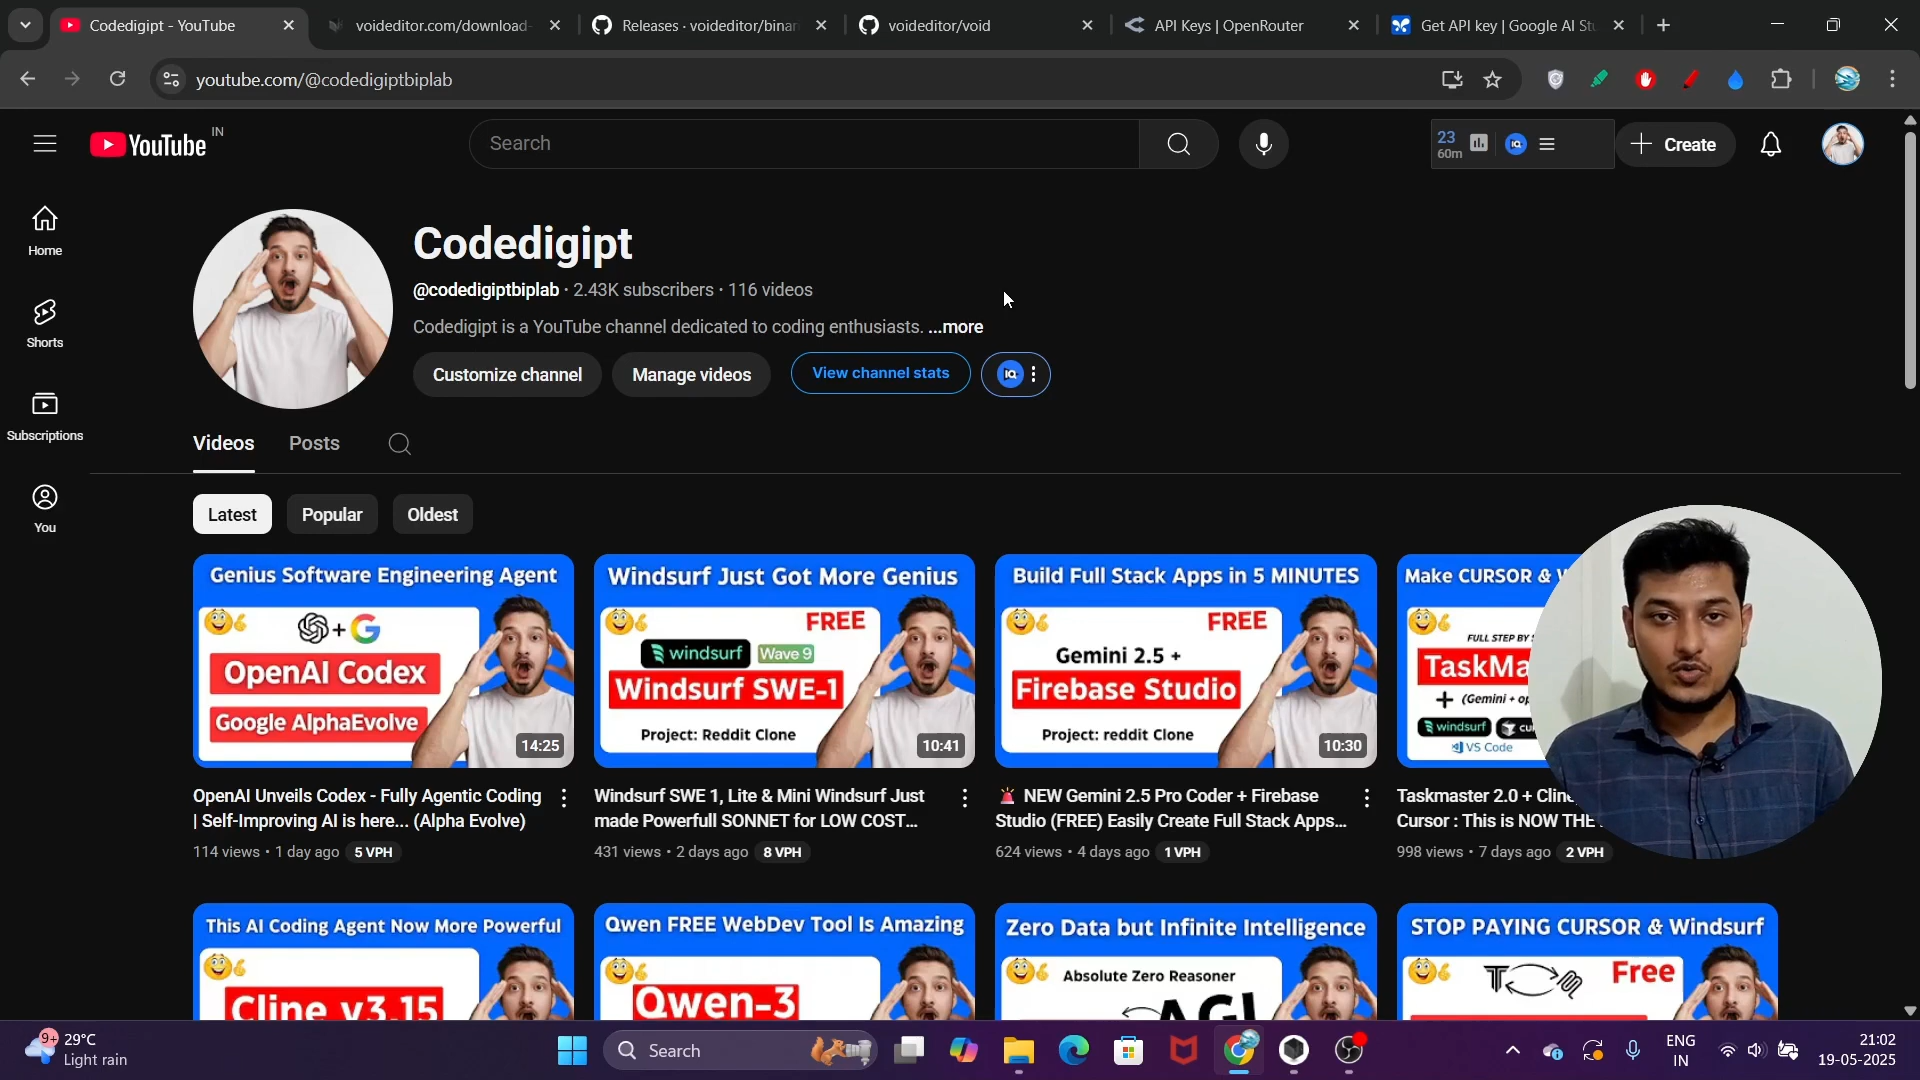 Codedigipt - YouTube
voideditor.com/download-
Releases · voideditor/binar
voideditor/void
API Keys | OpenRouter
Get API key | Google AI Stu
youtube.com/@codedigiptbiplab
YouTube IN
Search
23
60m
IQ
Create
Home
Shorts
Subscriptions
You
Codedigipt
@codedigiptbiplab · 2.43K subscribers · 116 videos
Codedigipt is a YouTube channel dedicated to coding enthusiasts. ...more
Customize channel
Manage videos
View channel stats
IQ
Videos
Posts
Latest
Popular
Oldest
Genius Software Engineering Agent
OpenAI Codex
Google AlphaEvolve
14:25
Windsurf Just Got More Genius
FREE
windsurf
Wave 9
Windsurf SWE-1
Project: Reddit Clone
10:41
Build Full Stack Apps in 5 MINUTES
FREE
Gemini 2.5 +
Firebase Studio
Project: reddit Clone
10:30
Make CURSOR & W
FULL STEP BY S
TaskMa
+ (Gemini + op
windsurf
cu
VS Code
OpenAI Unveils Codex - Fully Agentic Coding
| Self-Improving AI is here... (Alpha Evolve)
114 views · 1 day ago 5 VPH
Windsurf SWE 1, Lite & Mini Windsurf Just
made Powerfull SONNET for LOW COST...
431 views · 2 days ago 8 VPH
🚨 NEW Gemini 2.5 Pro Coder + Firebase
Studio (FREE) Easily Create Full Stack Apps...
624 views · 4 days ago 1 VPH
Taskmaster 2.0 + Cline,
Cursor : This is NOW THE
998 views · 7 days ago 2 VPH
This AI Coding Agent Now More Powerful
Cline v3.15
Qwen FREE WebDev Tool Is Amazing
Qwen-3
Zero Data but Infinite Intelligence
Absolute Zero Reasoner
AGI
STOP PAYING CURSOR & Windsurf
Free
9+
29°C
Light rain
Search
ENG
IN
21:02
19-05-2025